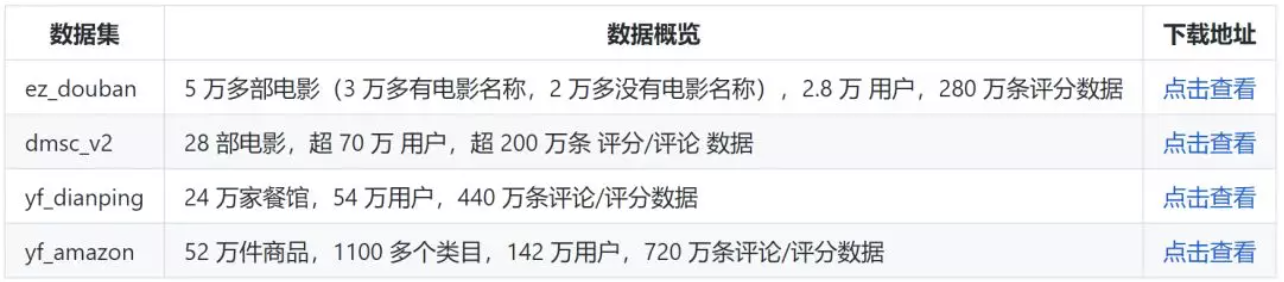 数据集 数据概览 下载地址
ez_douban 5 万多部电影（3 万多有电影名称，2 万多没有电影名称），2.8 万 用户，280 万条评分数据 点击查看
dmsc_v2 28 部电影，超 70 万 用户，超 200 万条 评分/评论 数据 点击查看
yf_dianping 24 万家餐馆，54 万用户，440 万条评论/评分数据 点击查看
yf_amazon 52 万件商品，1100 多个类目，142 万用户，720 万条评论/评分数据 点击查看